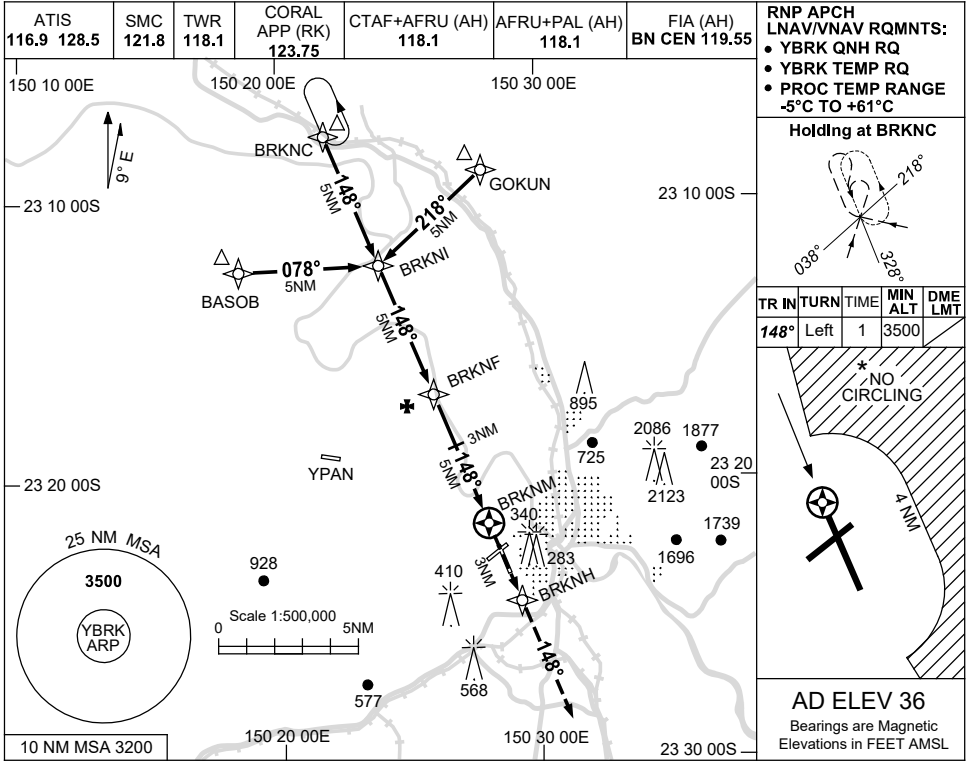 ATIS
116.9 128.5
SMC
121.8
TWR
118.1
CORAL
APP (RK)
123.75
CTAF+AFRU (AH)
118.1
AFRU+PAL (AH)
118.1
FIA (AH)
BN CEN 119.55
RNP APCH
LNAV/VNAV RQMNTS:
• YBRK QNH RQ
• YBRK TEMP RQ
• PROC TEMP RANGE
-5°C TO +61°C
150 10 00E
150 20 00E
150 30 00E
9° E
BRKNC
148°
5NM
GOKUN
218°
5NM
23 10 00S
23 10 00S
BRKNI
078°
5NM
BASOB
148°
5NM
BRKNF
3NM
148°
5NM
YPAN
895
725
2086
1877
2123
23 20
00S
23 20 00S
BRKNM
340
283
1696
1739
3NM
BRKNH
928
410
568
577
148°
25 NM MSA
3500
YBRK
ARP
Scale 1:500,000
0
5NM
10 NM MSA 3200
150 20 00E
150 30 00E
23 30 00S
Holding at BRKNC
218°
038°
328°
TR IN
TURN
TIME
MIN
ALT
DME
LMT
148°
Left
1
3500
*
NO
CIRCLING
4 NM
AD ELEV 36
Bearings are Magnetic
Elevations in FEET AMSL